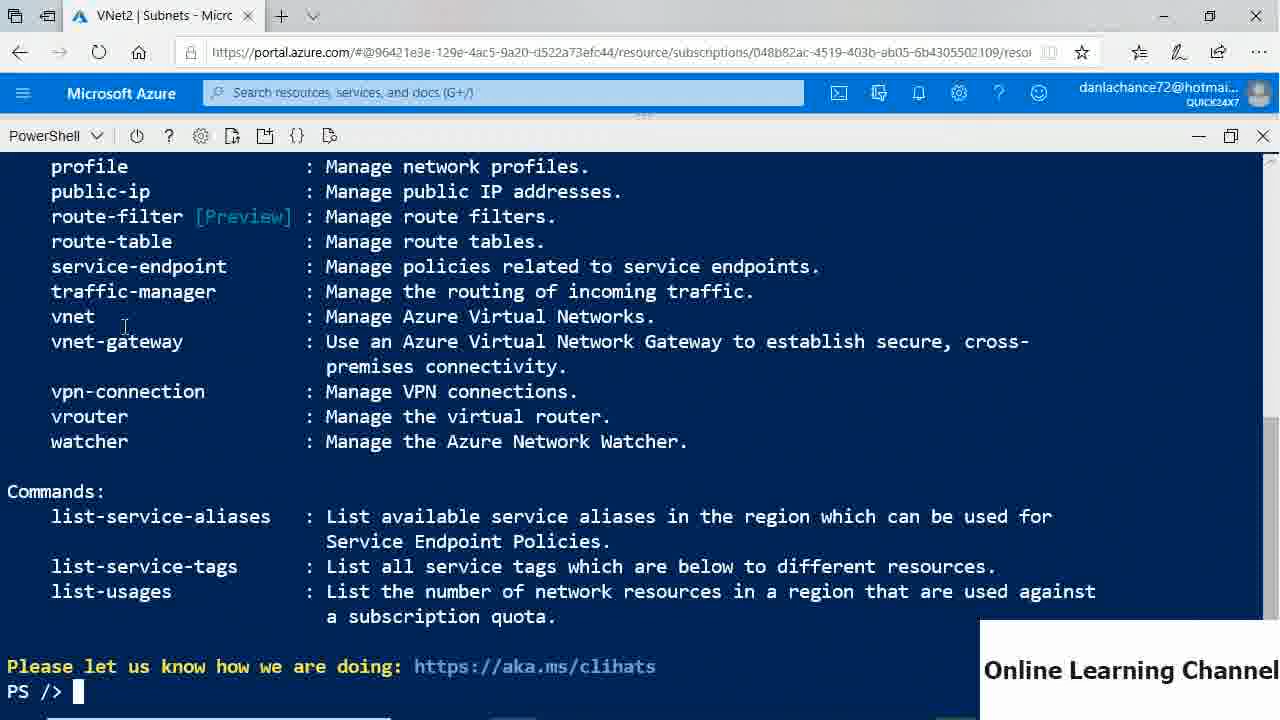 VNet2 | Subnets - Micro
https://portal.azure.com/#@96421e3e-129e-4ac5-9a20-d522a73efc44/resource/subscriptions/048b82ac-4519-403b-ab05-6b4305502109/resou
Microsoft Azure
Search resources, services, and docs (G+/)
danlachance72@hotmai...
QUICK24X7
PowerShell
profile : Manage network profiles.
public-ip : Manage public IP addresses.
route-filter [Preview] : Manage route filters.
route-table : Manage route tables.
service-endpoint : Manage policies related to service endpoints.
traffic-manager : Manage the routing of incoming traffic.
vnet : Manage Azure Virtual Networks.
vnet-gateway : Use an Azure Virtual Network Gateway to establish secure, cross-
premises connectivity.
vpn-connection : Manage VPN connections.
vrouter : Manage the virtual router.
watcher : Manage the Azure Network Watcher.
Commands:
list-service-aliases : List available service aliases in the region which can be used for
Service Endpoint Policies.
list-service-tags : List all service tags which are below to different resources.
list-usages : List the number of network resources in a region that are used against
a subscription quota.
Please let us know how we are doing: https://aka.ms/clihats
PS />
Online Learning Channel